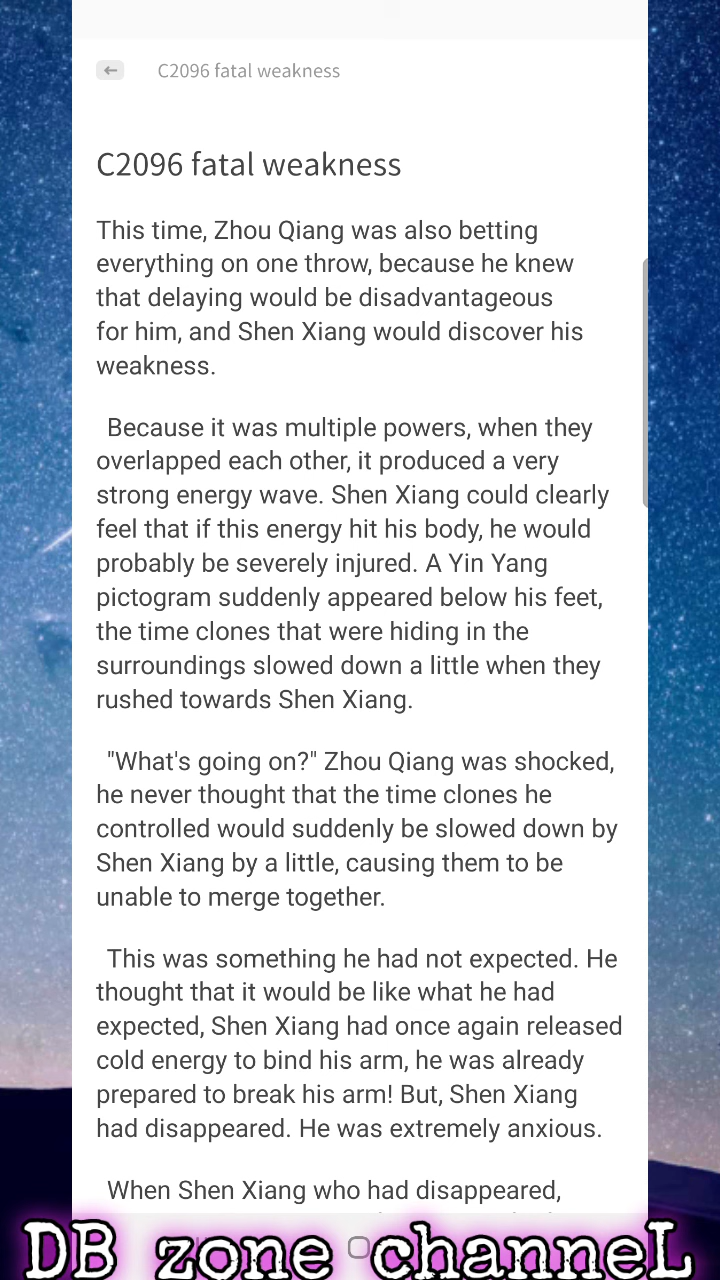 C2096 fatal weakness
C2096 fatal weakness
This time, Zhou Qiang was also betting
everything on one throw, because he knew
that delaying would be disadvantageous
for him, and Shen Xiang would discover his
weakness.
Because it was multiple powers, when they
overlapped each other, it produced a very
strong energy wave. Shen Xiang could clearly
feel that if this energy hit his body, he would
probably be severely injured. A Yin Yang
pictogram suddenly appeared below his feet,
the time clones that were hiding in the
surroundings slowed down a little when they
rushed towards Shen Xiang.
"What's going on?" Zhou Qiang was shocked,
he never thought that the time clones he
controlled would suddenly be slowed down by
Shen Xiang by a little, causing them to be
unable to merge together.
This was something he had not expected. He
thought that it would be like what he had
expected, Shen Xiang had once again released
cold energy to bind his arm, he was already
prepared to break his arm! But, Shen Xiang
had disappeared. He was extremely anxious.
When Shen Xiang who had disappeared,
DB zone channeL